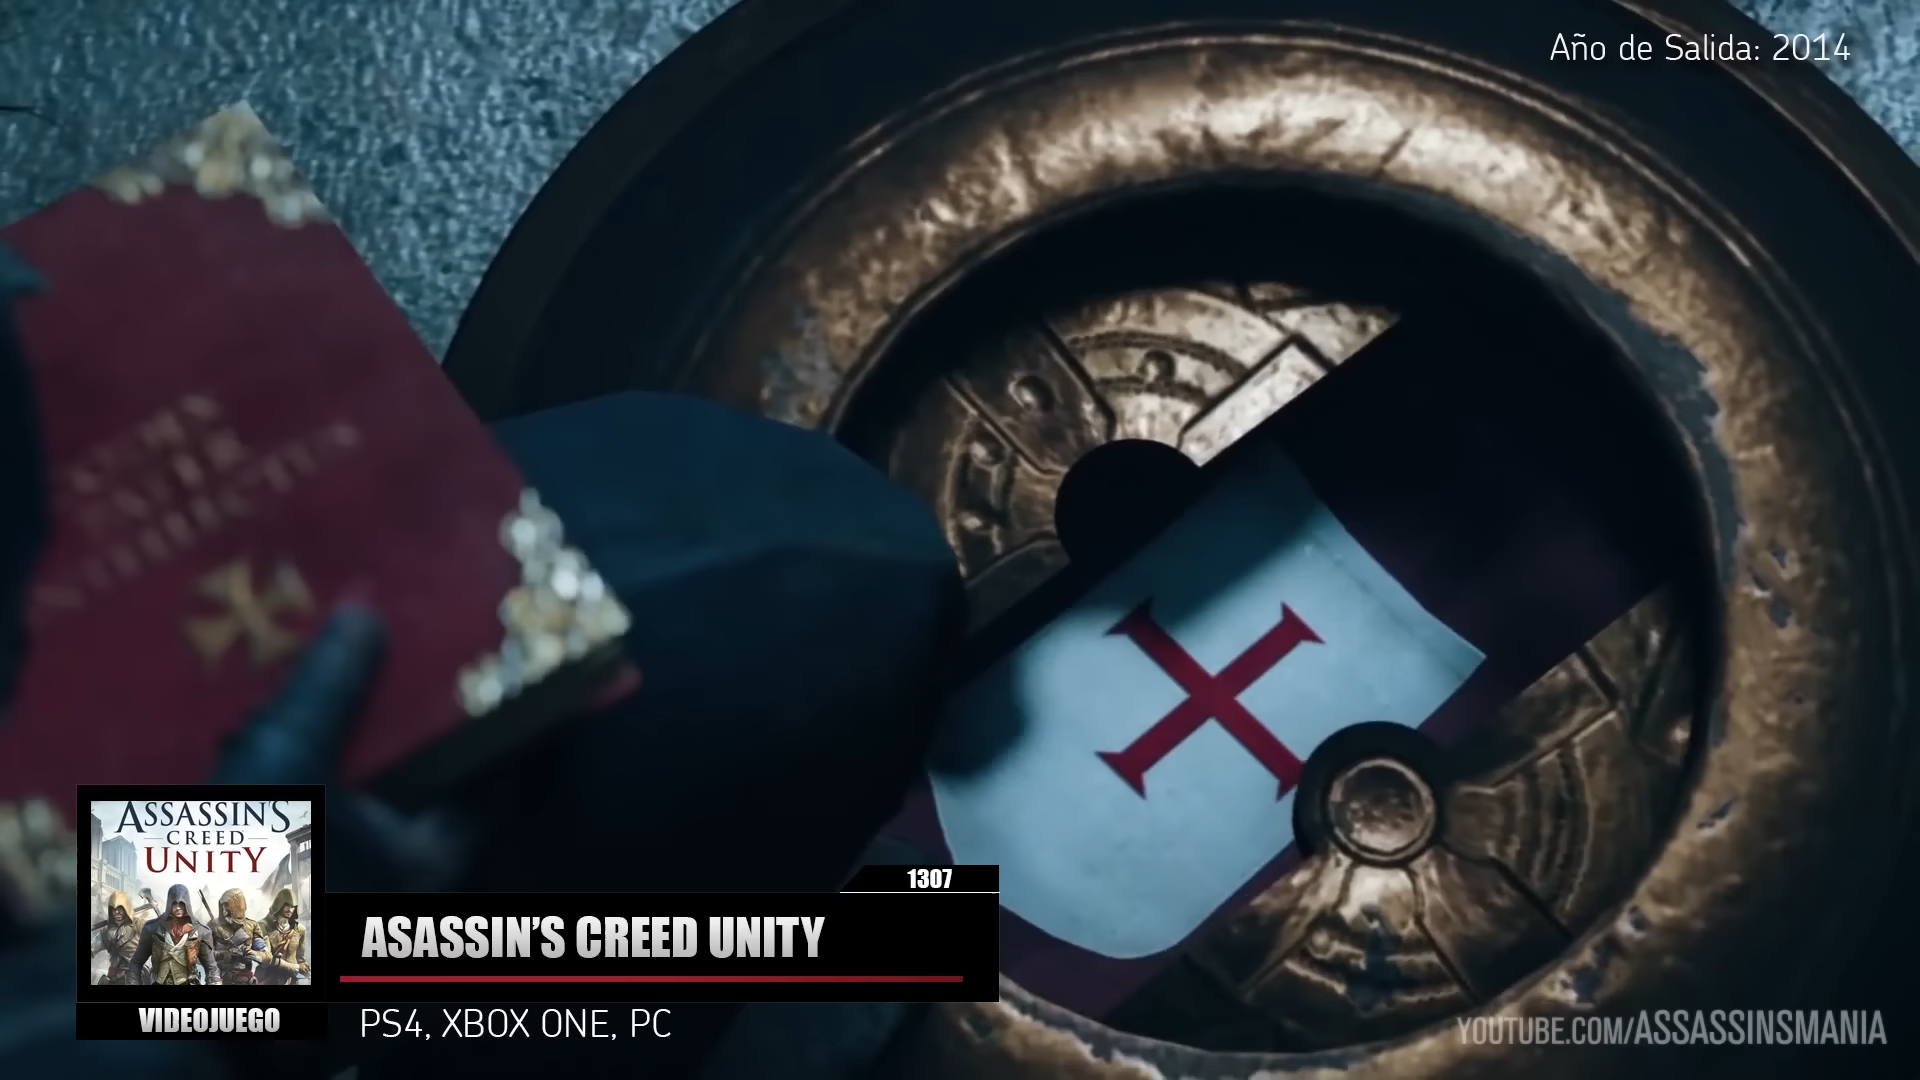 Año de Salida: 2014
ASSASSIN'S
CREED
UNITY
1307
ASASSIN'S CREED UNITY
VIDEOJUEGO
PS4, XBOX ONE, PC
YOUTUBE.COM/ASSASSINSMANIA